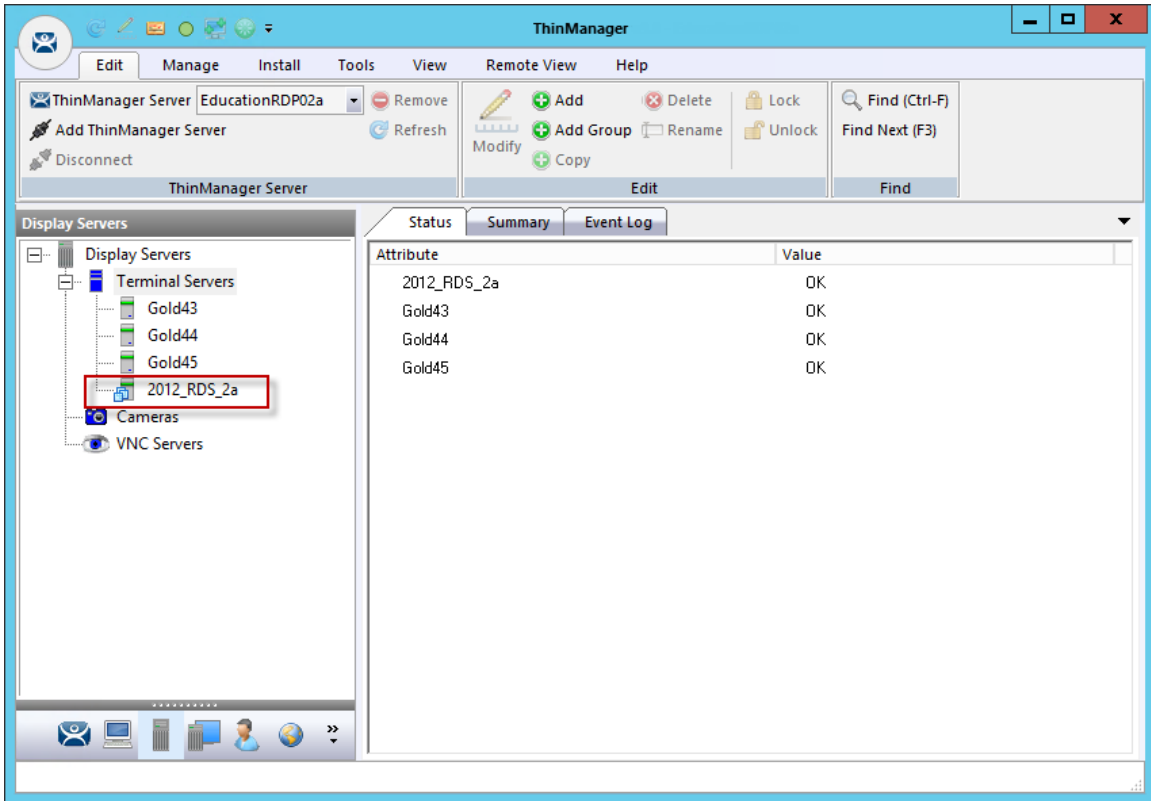 ThinManager
Edit Manage Install Tools View Remote View Help
ThinManager Server EducationRDP02a Remove Add Delete Lock Find (Ctrl-F)
Add ThinManager Server Refresh Modify Add Group Rename Unlock Find Next (F3)
Disconnect Copy
ThinManager Server Edit Find
Display Servers Status Summary Event Log
Display Servers Attribute Value
Terminal Servers 2012_RDS_2a OK
Gold43 Gold43 OK
Gold44 Gold44 OK
Gold45 Gold45 OK
2012_RDS_2a
Cameras
VNC Servers